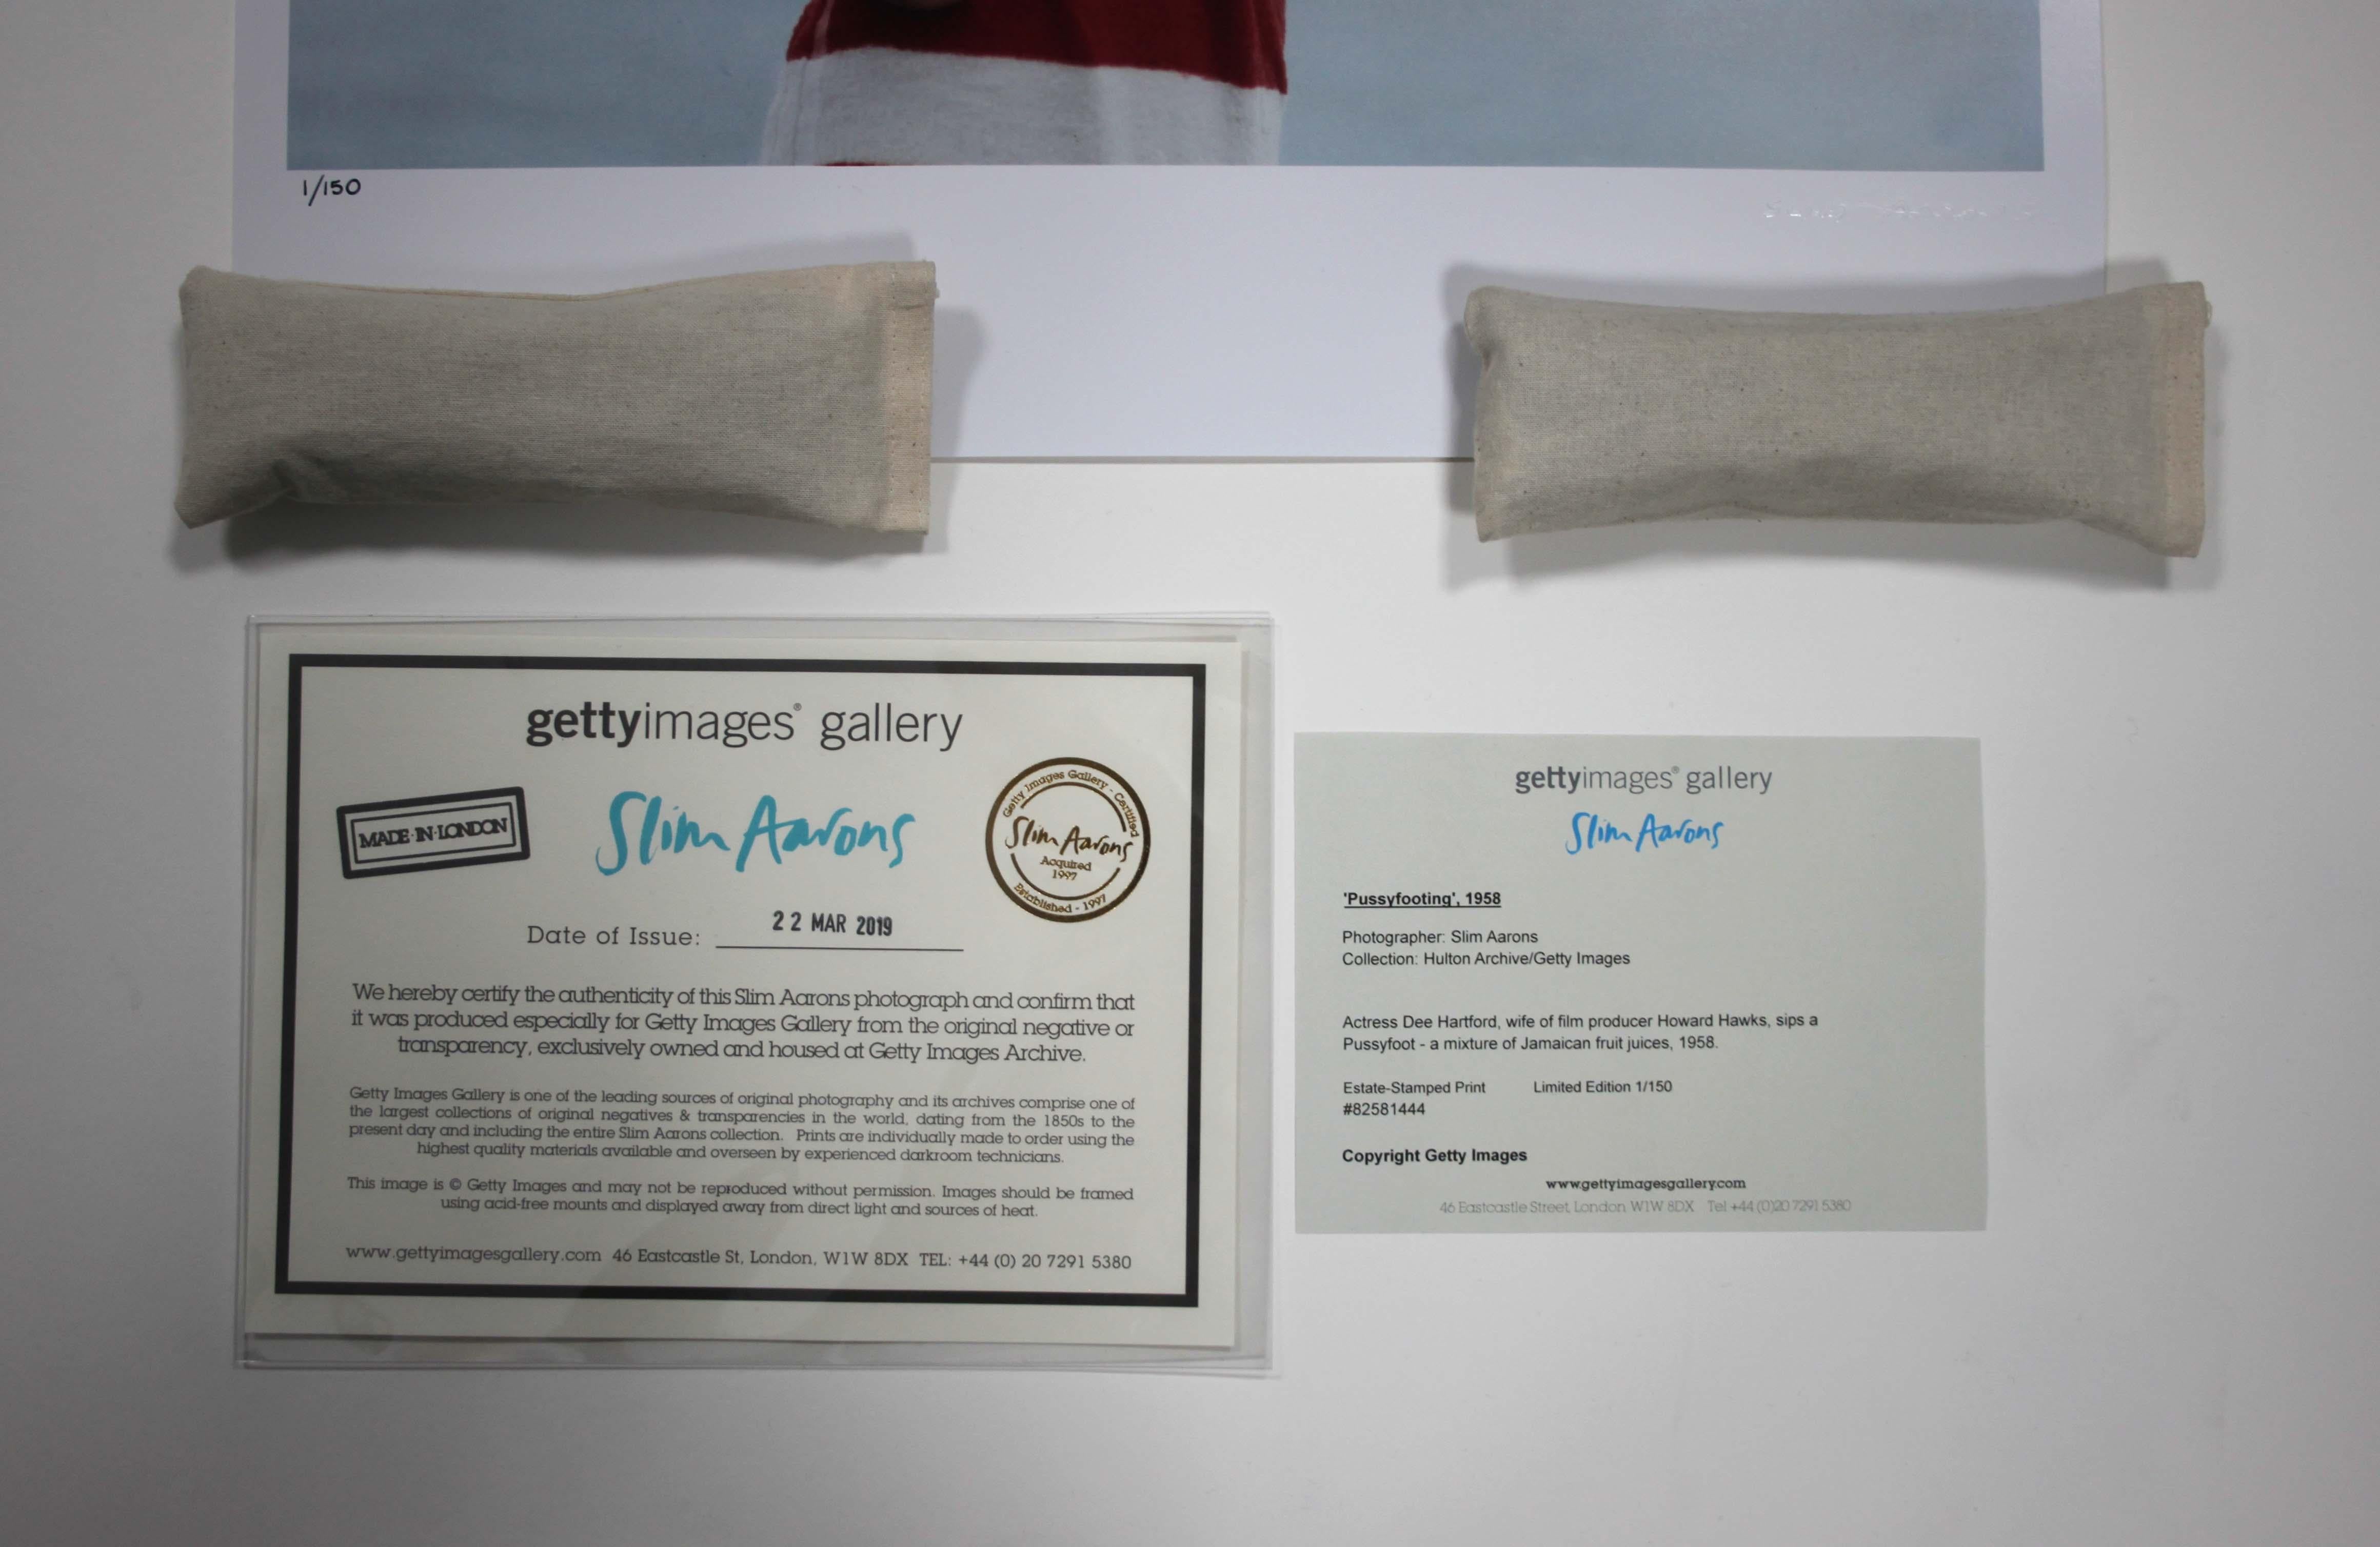 1/150
gettyimages® gallery
MADE·IN·LONDON
Slim Aarons
Getty Images Gallery - Certified
Slim Aarons
Acquired
1997
Established - 1997
Date of Issue: 22 MAR 2019
We hereby certify the authenticity of this Slim Aarons photograph and confirm that
it was produced especially for Getty Images Gallery from the original negative or
transparency, exclusively owned and housed at Getty Images Archive.
Getty Images Gallery is one of the leading sources of original photography and its archives comprise one of
the largest collections of original negatives & transparencies in the world, dating from the 1850s to the
present day and including the entire Slim Aarons collection. Prints are individually made to order using the
highest quality materials available and overseen by experienced darkroom technicians.
This image is © Getty Images and may not be reproduced without permission. Images should be framed
using acid-free mounts and displayed away from direct light and sources of heat.
www.gettyimagesgallery.com 46 Eastcastle St, London, W1W 8DX TEL: +44 (0) 20 7291 5380
gettyimages® gallery
Slim Aarons
'Pussyfooting', 1958
Photographer: Slim Aarons
Collection: Hulton Archive/Getty Images
Actress Dee Hartford, wife of film producer Howard Hawks, sips a
Pussyfoot - a mixture of Jamaican fruit juices, 1958.
Estate-Stamped Print Limited Edition 1/150
#82581444
Copyright Getty Images
www.gettyimagesgallery.com
46 Eastcastle Street, London W1W 8DX Tel +44 (0)20 7291 5380